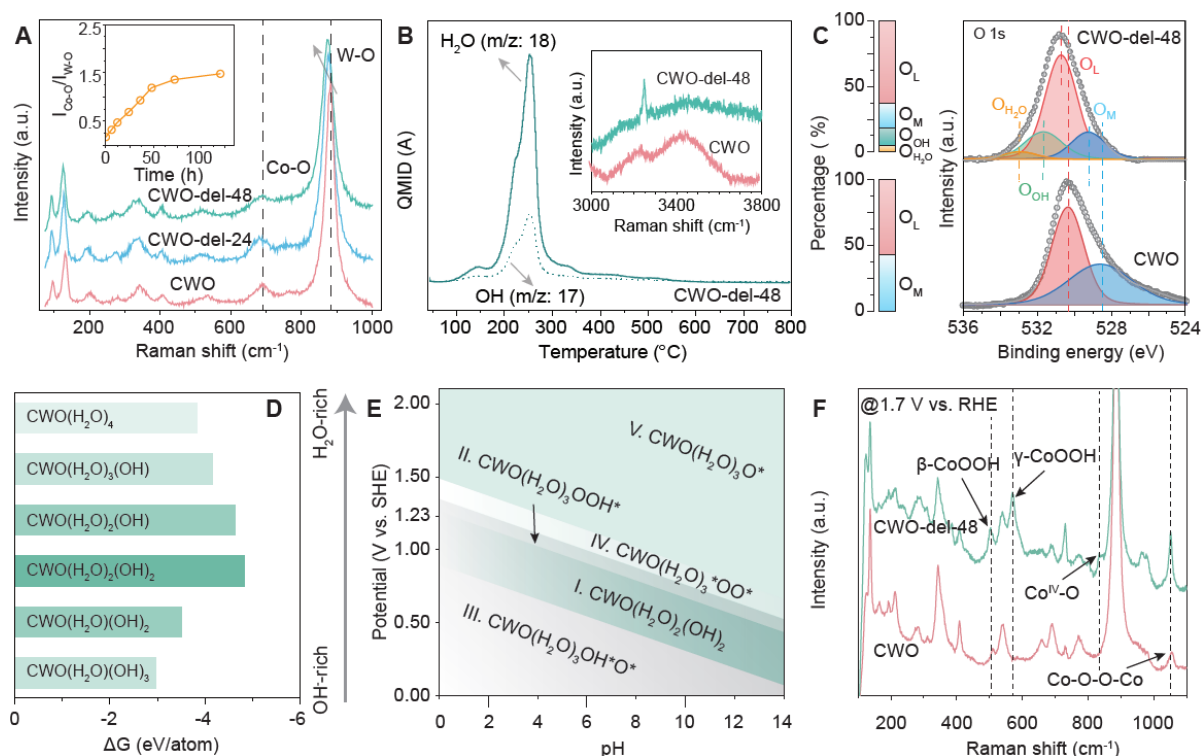 A
Intensity (a.u.)
I_Co-O/I_W-O
2.5
1.5
0.5
0 50 100
Time (h)
W-O
Co-O
CWO-del-48
CWO-del-24
CWO
200 400 600 800 1000
Raman shift (cm⁻¹)
B
QMID (A)
H₂O (m/z: 18)
OH (m/z: 17)
CWO-del-48
Intensity (a.u.)
CWO-del-48
CWO
3000 3400 3800
Raman shift (cm⁻¹)
100 200 300 400 500 600 700 800
Temperature (°C)
C
Percentage (%)
100
50
0
O_L
O_M
O_OH
O_H₂O
100
50
0
O_L
O_M
Intensity (a.u.)
O 1s
CWO-del-48
O_L
O_H₂O
O_M
O_OH
CWO
536 532 528 524
Binding energy (eV)
D
CWO(H₂O)₄
CWO(H₂O)₃(OH)
CWO(H₂O)₂(OH)
CWO(H₂O)₂(OH)₂
CWO(H₂O)(OH)₂
CWO(H₂O)(OH)₃
0 -2 -4 -6
ΔG (eV/atom)
H₂O-rich
OH-rich
E
Potential (V vs. SHE)
2.00
1.50
1.23
1.00
0.50
0.00
V. CWO(H₂O)₃O*
II. CWO(H₂O)₃OOH*
IV. CWO(H₂O)₃*OO*
I. CWO(H₂O)₂(OH)₂
III. CWO(H₂O)₃OH*O*
0 2 4 6 8 10 12 14
pH
F
@1.7 V vs. RHE
Intensity (a.u.)
β-CoOOH
γ-CoOOH
CWO-del-48
Co^IV-O
CWO
Co-O-O-Co
200 400 600 800 1000
Raman shift (cm⁻¹)